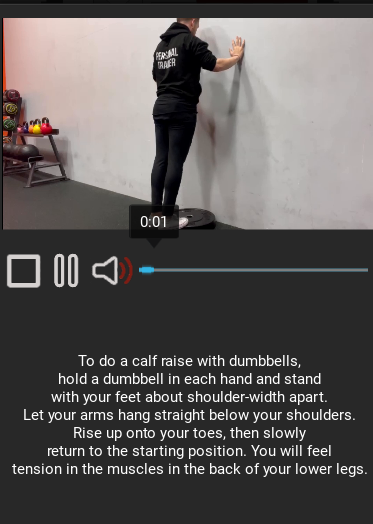 PERSONAL
TRAINER
0:01
To do a calf raise with dumbbells,
hold a dumbbell in each hand and stand
with your feet about shoulder-width apart.
Let your arms hang straight below your shoulders.
Rise up onto your toes, then slowly
return to the starting position. You will feel
tension in the muscles in the back of your lower legs.